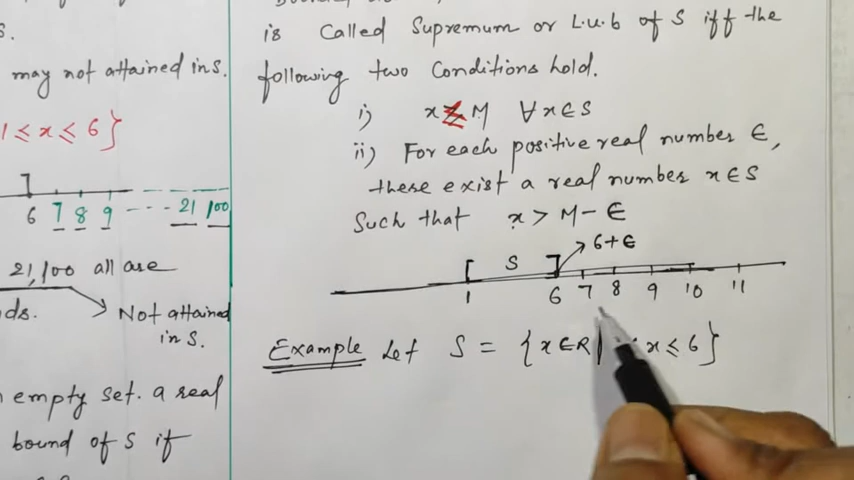 s.
may not attained in s.
1 ≤ x ≤ 6}
6 7 8 9 --- 21 100
21,100 all are
ds.
Not attained
in s.
empty set. a real
bound of S if
is Called Supremum or l.u.b of S iff the
following two Conditions hold.
i) x ≤ M ∀ x ∈ S
ii) For each positive real number ∈,
these exist a real number x ∈ S
Such that x > M - ∈
S 6+∈
1 6 7 8 9 10 11
Example Let S = {x ∈ R | x ≤ 6}